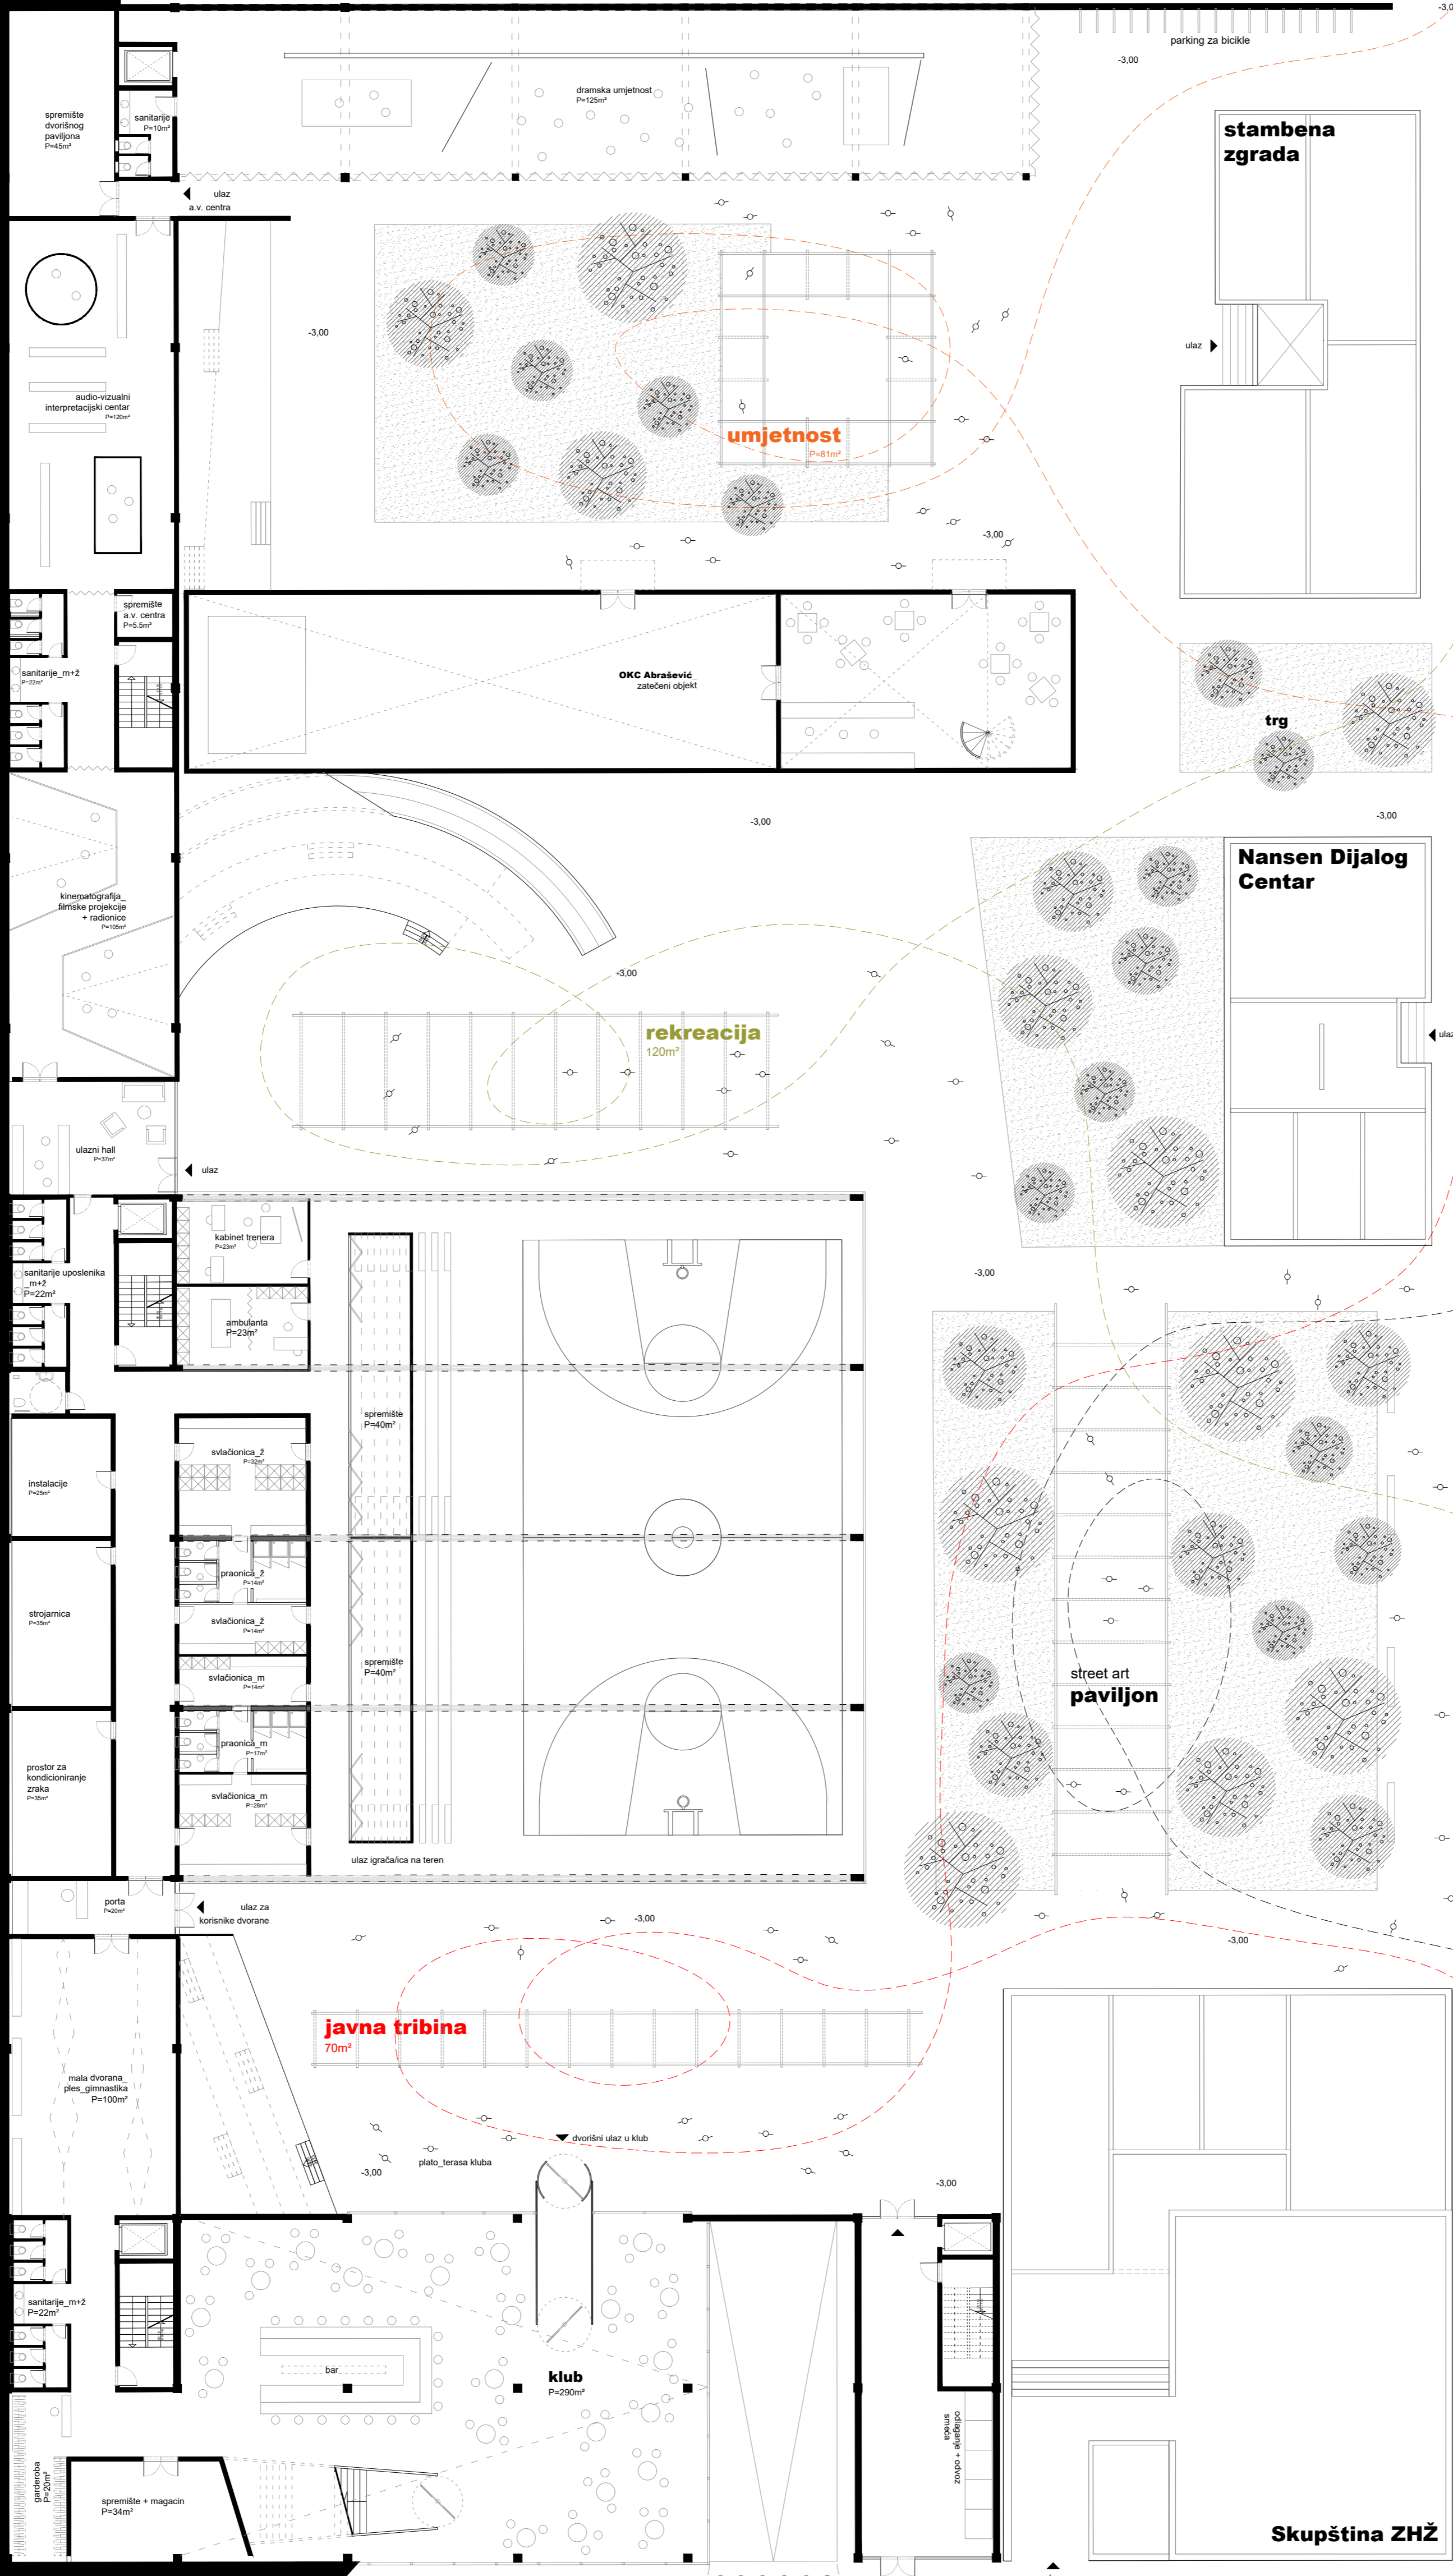 -3,0
parking za bicikle
-3,00
dramska umjetnost
P=125m²
spremište
dvorišnog
paviljona
P=45m²
sanitarije
P=10m²
stambena
zgrada
ulaz
a.v. centra
-3,00
ulaz
audio-vizualni
interpretacijski centar
P=120m²
umjetnost
P=81m²
-3,00
spremište
a.v. centra
P=5.5m²
sanitarije_m+ž
P=22m²
OKC Abrašević_
zatečeni objekt
trg
-3,00
-3,00
Nansen Dijalog
Centar
kinematografija_
filmske projekcije
+ radionice
P=105m²
-3,00
rekreacija
120m²
ulaz
ulazni hall
P=37m²
ulaz
kabinet trenera
P=23m²
sanitarije uposlenika
_m+ž
P=22m²
-3,00
ambulanta
P=23m²
spremište
P=40m²
svlačionica_ž
P=32m²
instalacije
P=25m²
praonica_ž
P=14m²
strojarnica
P=35m²
svlačionica_ž
P=14m²
spremište
P=40m²
svlačionica_m
P=14m²
street art
paviljon
praonica_m
P=17m²
prostor za
kondicioniranje
zraka
P=35m²
svlačionica_m
P=28m²
ulaz igrača/ica na teren
porta
P=20m²
ulaz za
korisnike dvorane
-3,00
-3,00
javna tribina
70m²
mala dvorana_
ples_gimnastika
P=100m²
dvorišni ulaz u klub
plato_terasa kluba
-3,00
-3,00
sanitarije_m+ž
P=22m²
bar
klub
P=290m²
odlaganje + odvoz
smeća
garderoba
P=20m²
spremište + magacin
P=34m²
Skupština ZHŽ